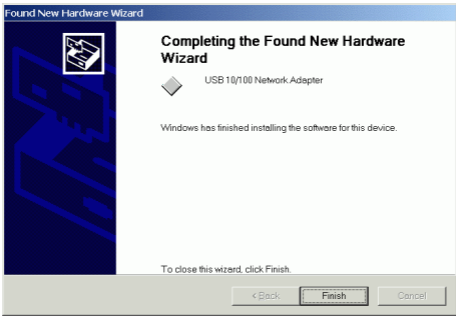 Found New Hardware Wizard
Completing the Found New Hardware
Wizard
USB 10/100 Network Adapter
Windows has finished installing the software for this device.
To close this wizard, click Finish.
< Back
Finish
Cancel